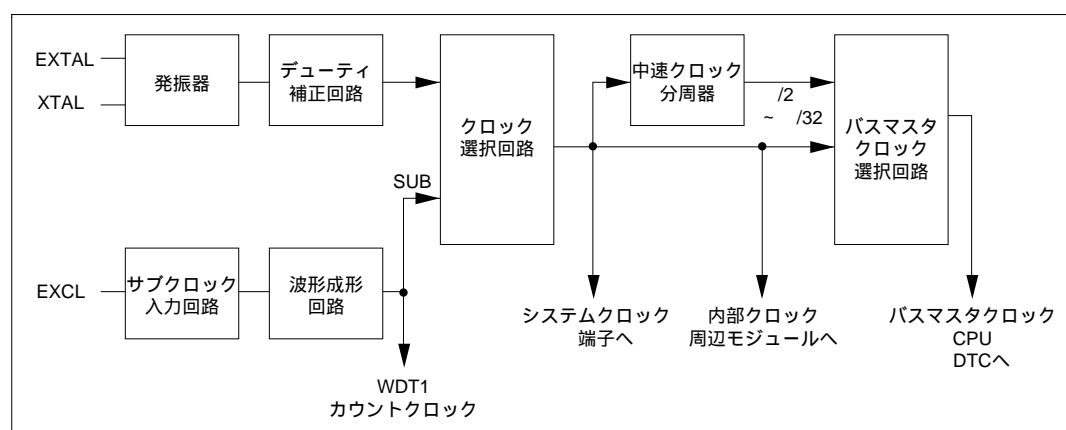 EXTAL
XTAL
発振器
デューティ
補正回路
クロック
選択回路
中速クロック
分周器
/2
~ /32
バスマスタ
クロック
選択回路
SUB
EXCL
サブクロック
入力回路
波形成形
回路
WDT1
カウントクロック
システムクロック
端子へ
内部クロック
周辺モジュールへ
バスマスタクロック
CPU
DTCへ